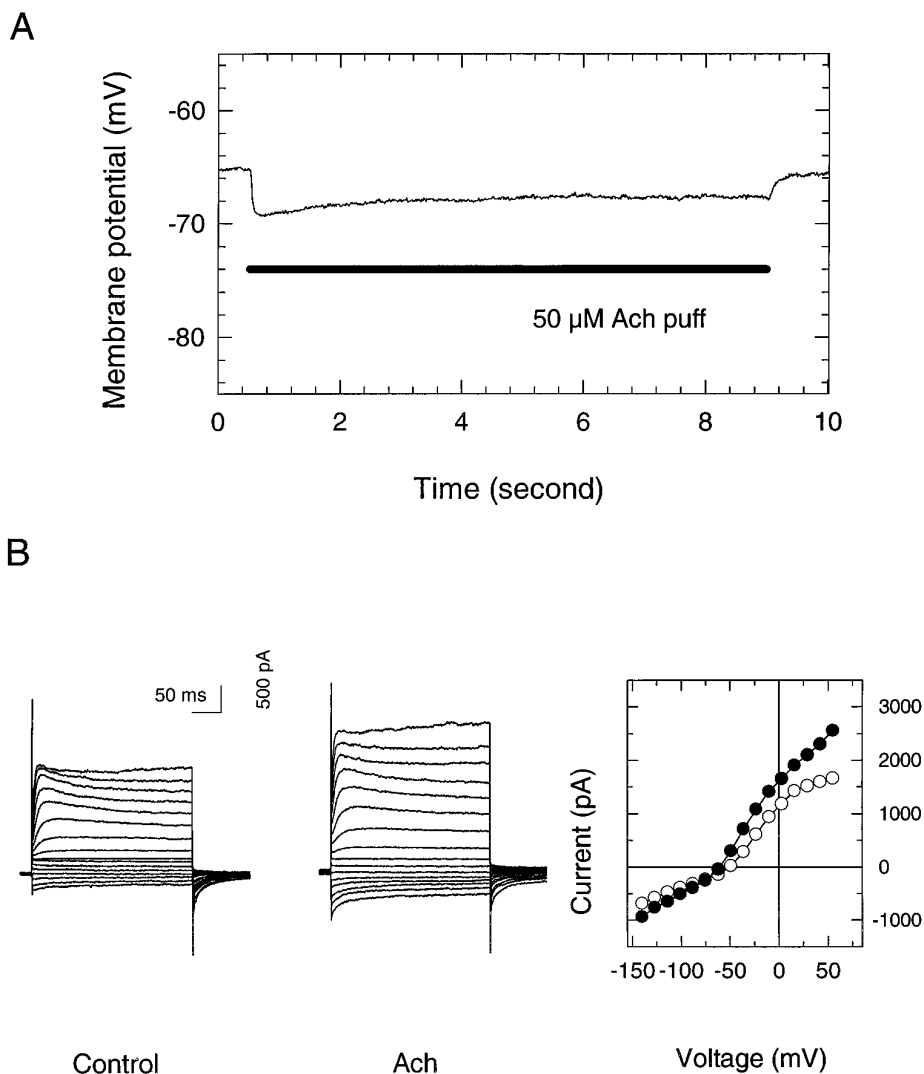 A
Membrane potential (mV)
-60
-70
-80
50 µM Ach puff
0 2 4 6 8 10
Time (second)
B
50 ms
500 pA
Control
Ach
Current (pA)
3000
2000
1000
0
-1000
-150 -100 -50 0 50
Voltage (mV)